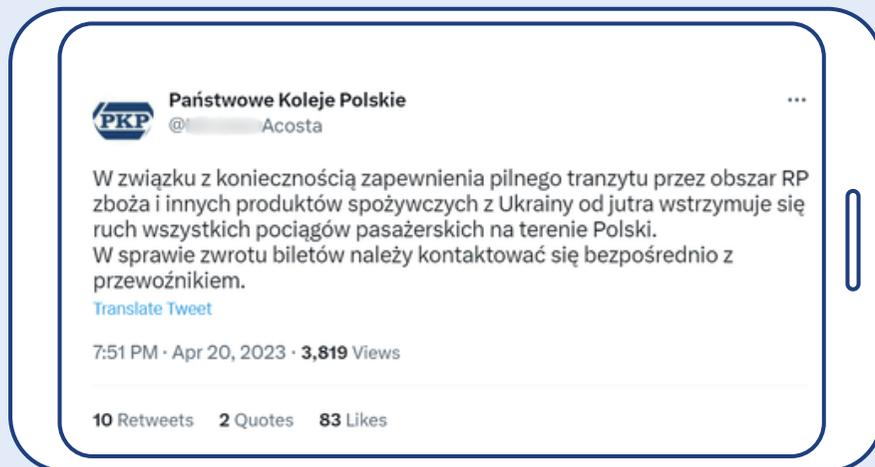 PKP
Państwowe Koleje Polskie
@ Acosta
W związku z koniecznością zapewnienia pilnego tranzytu przez obszar RP
zboża i innych produktów spożywczych z Ukrainy od jutra wstrzymuje się
ruch wszystkich pociągów pasażerskich na terenie Polski.
W sprawie zwrotu biletów należy kontaktować się bezpośrednio z
przewoźnikiem.
Translate Tweet
7:51 PM · Apr 20, 2023 · 3,819 Views
10 Retweets 2 Quotes 83 Likes